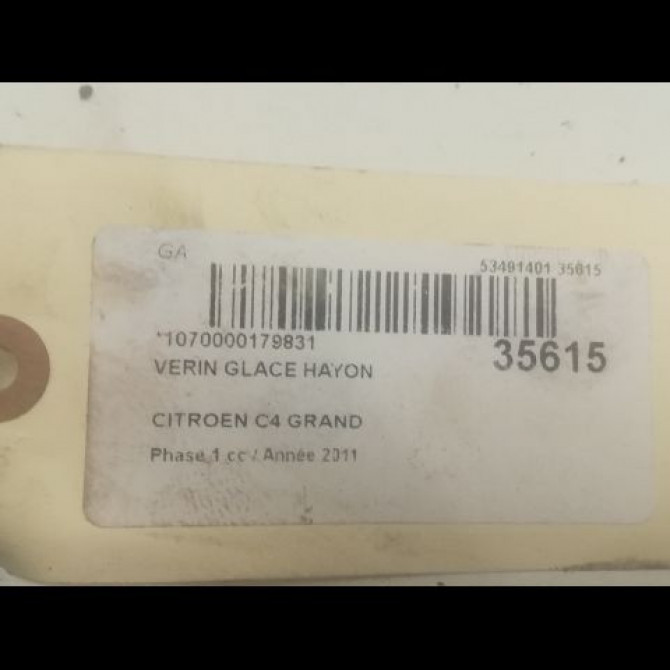 GA
53491401 35615
*1070000179831
35615
VERIN GLACE HAYON
CITROEN C4 GRAND
Phase 1 cc / Année 2011